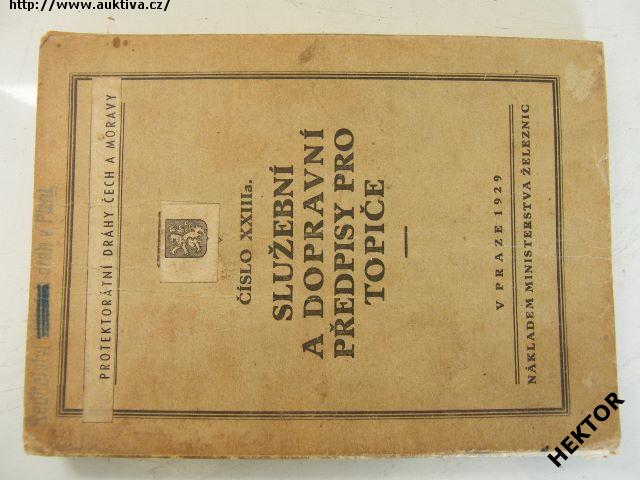 http://www.auktiva.cz/
PROTEKTORÁTNÍ DRÁHY ČECH A MORAVY
ČÍSLO XXIIIa.
SLUŽEBNÍ
A DOPRAVNÍ
PŘEDPISY PRO
TOPIČE
V PRAZE 1929
NÁKLADEM MINISTERSTVA ŽELEZNIC
HEKTOR